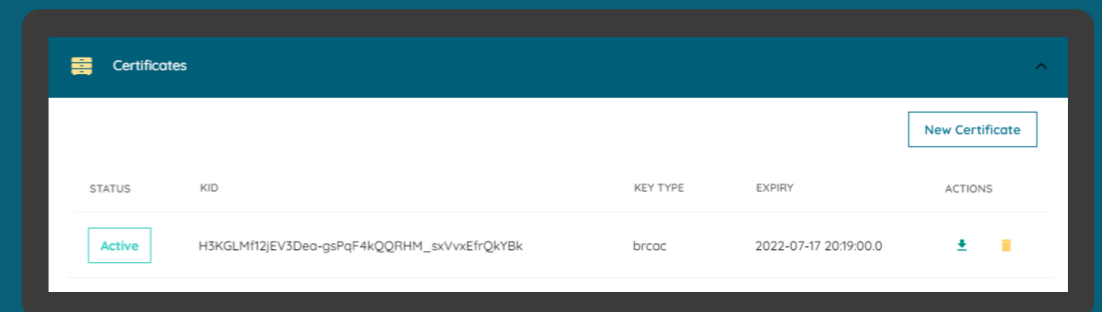 Certificates
New Certificate
STATUS KID KEY TYPE EXPIRY ACTIONS
Active H3KGLMf12jEV3Dea-gsPqF4kQQRHM_sxVvxEfrQkYBk brcac 2022-07-17 20:19:00.0